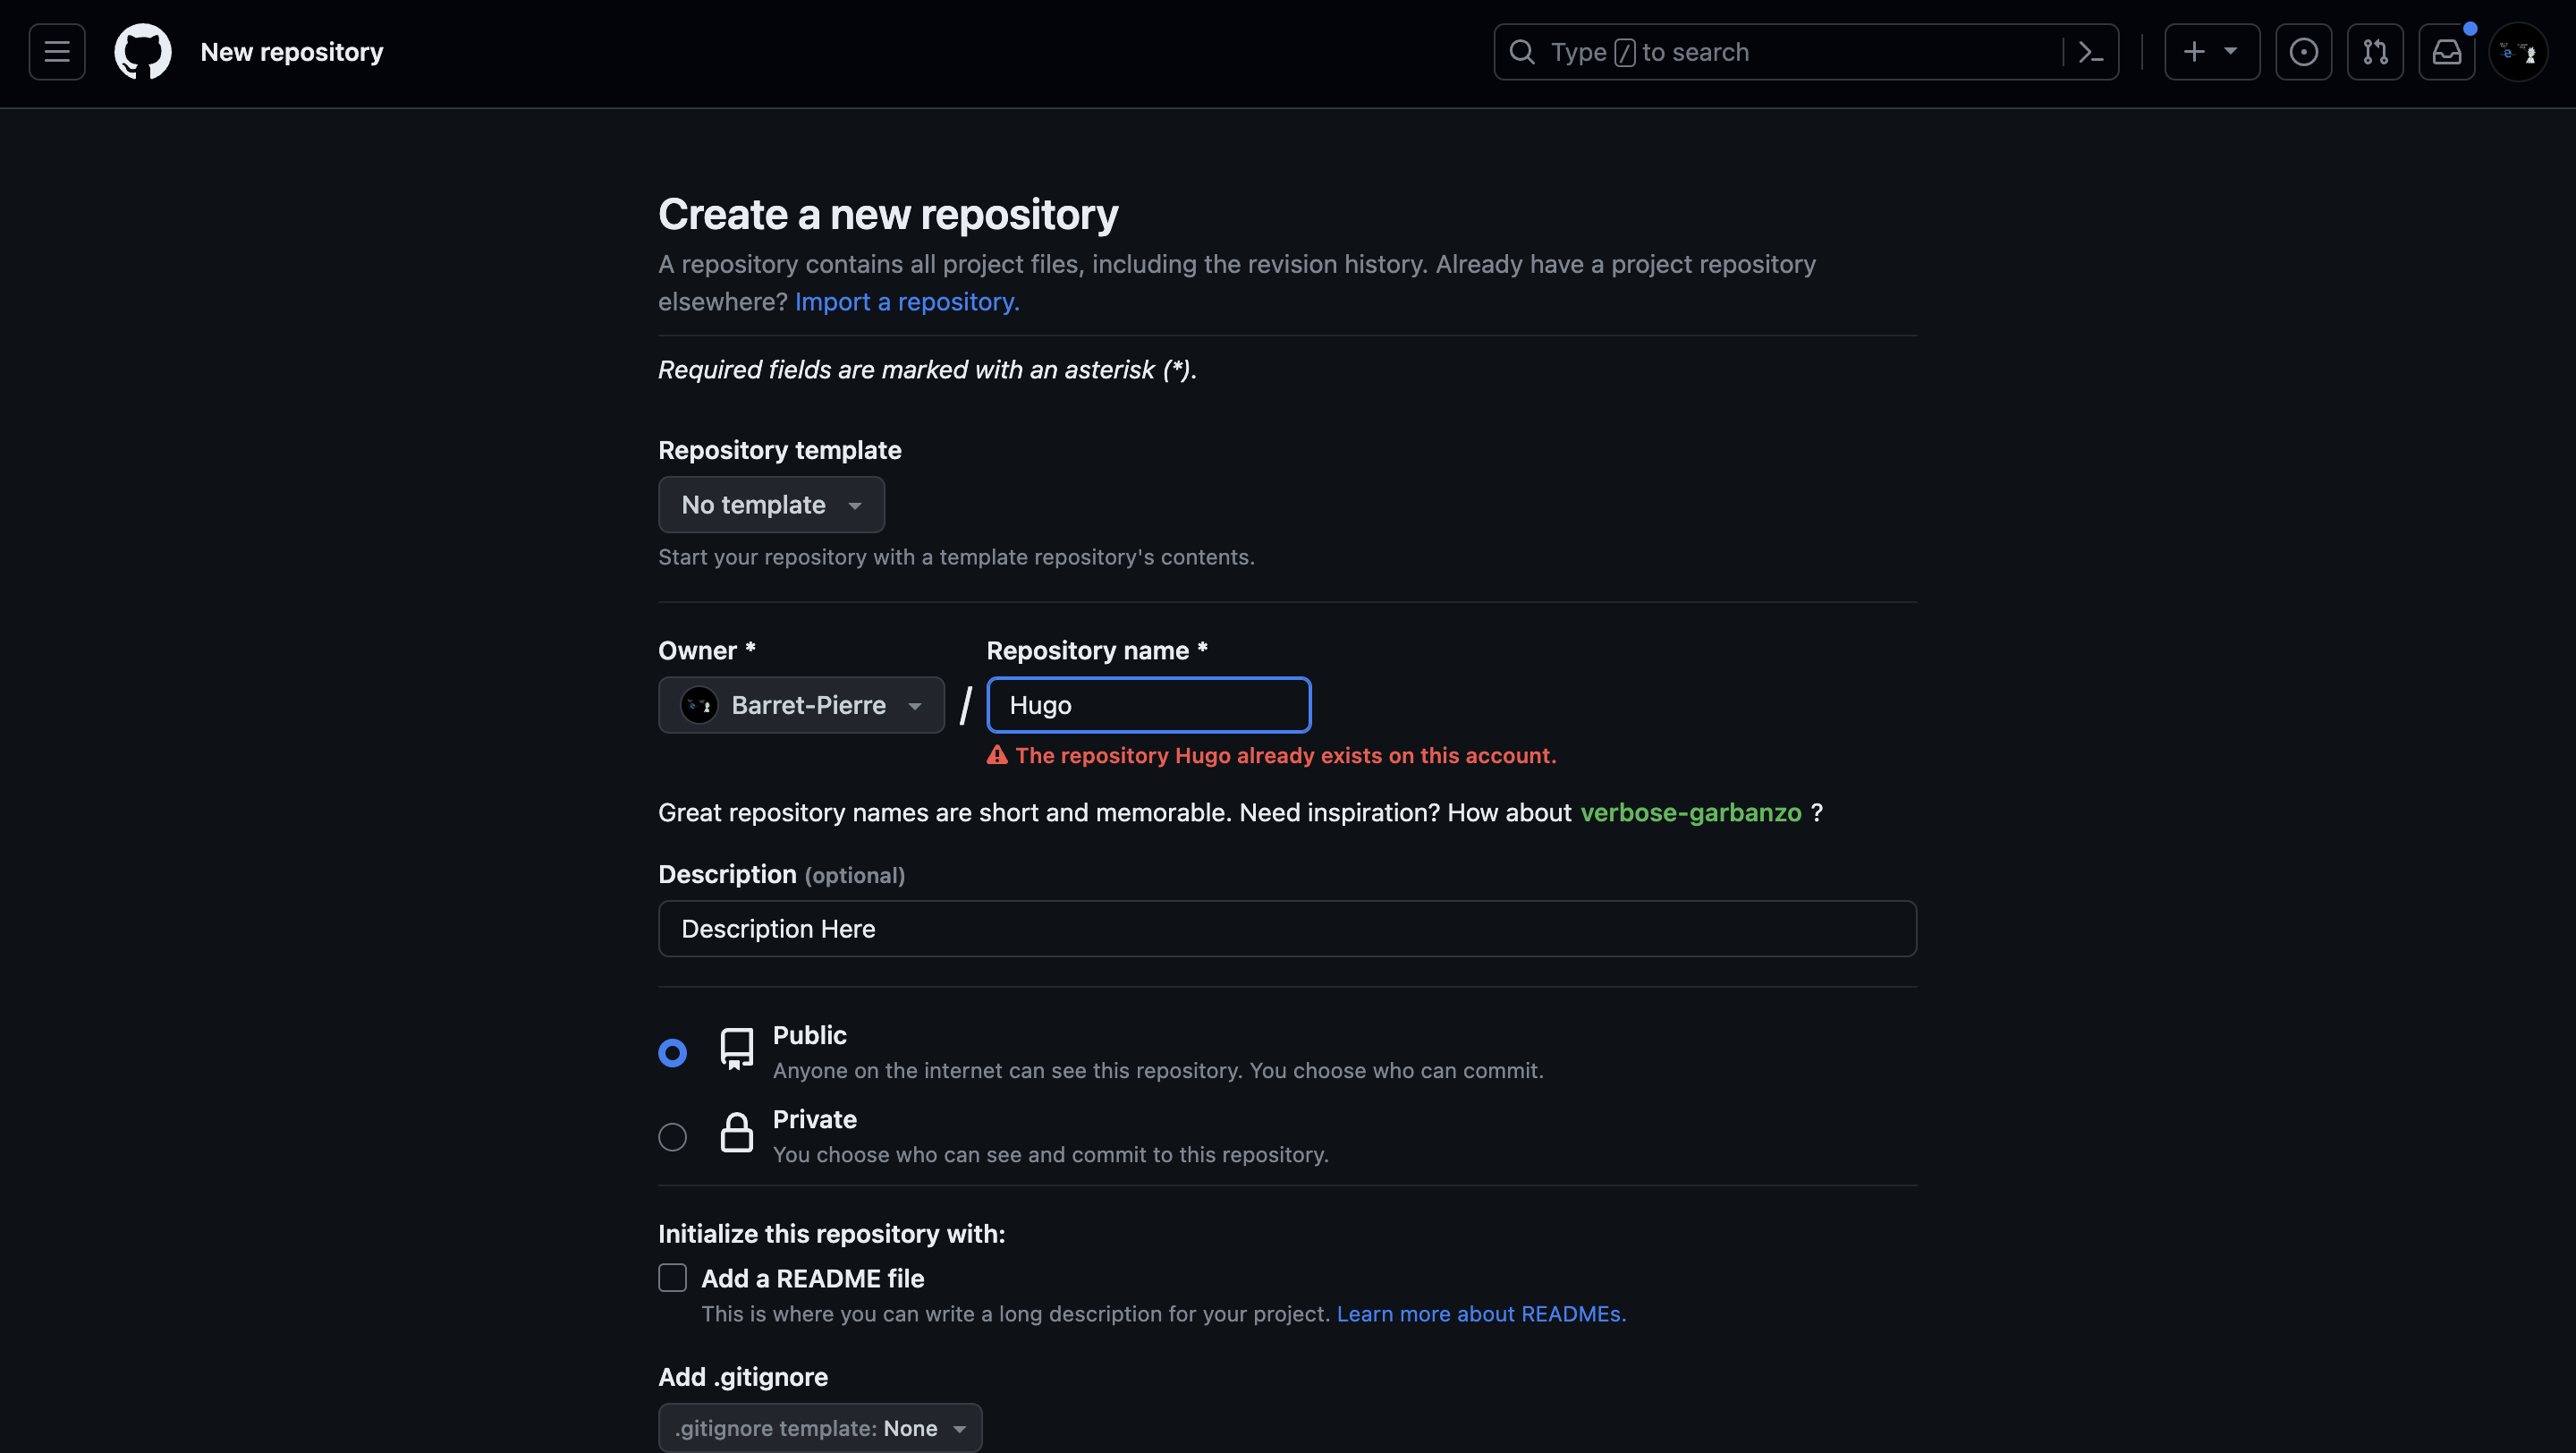 New repository
Type / to search
Create a new repository
A repository contains all project files, including the revision history. Already have a project repository
elsewhere? Import a repository.
Required fields are marked with an asterisk (*).
Repository template
No template
Start your repository with a template repository's contents.
Owner * Repository name *
Barret-Pierre / Hugo
The repository Hugo already exists on this account.
Great repository names are short and memorable. Need inspiration? How about verbose-garbanzo ?
Description (optional)
Description Here
Public
Anyone on the internet can see this repository. You choose who can commit.
Private
You choose who can see and commit to this repository.
Initialize this repository with:
Add a README file
This is where you can write a long description for your project. Learn more about READMEs.
Add .gitignore
.gitignore template: None